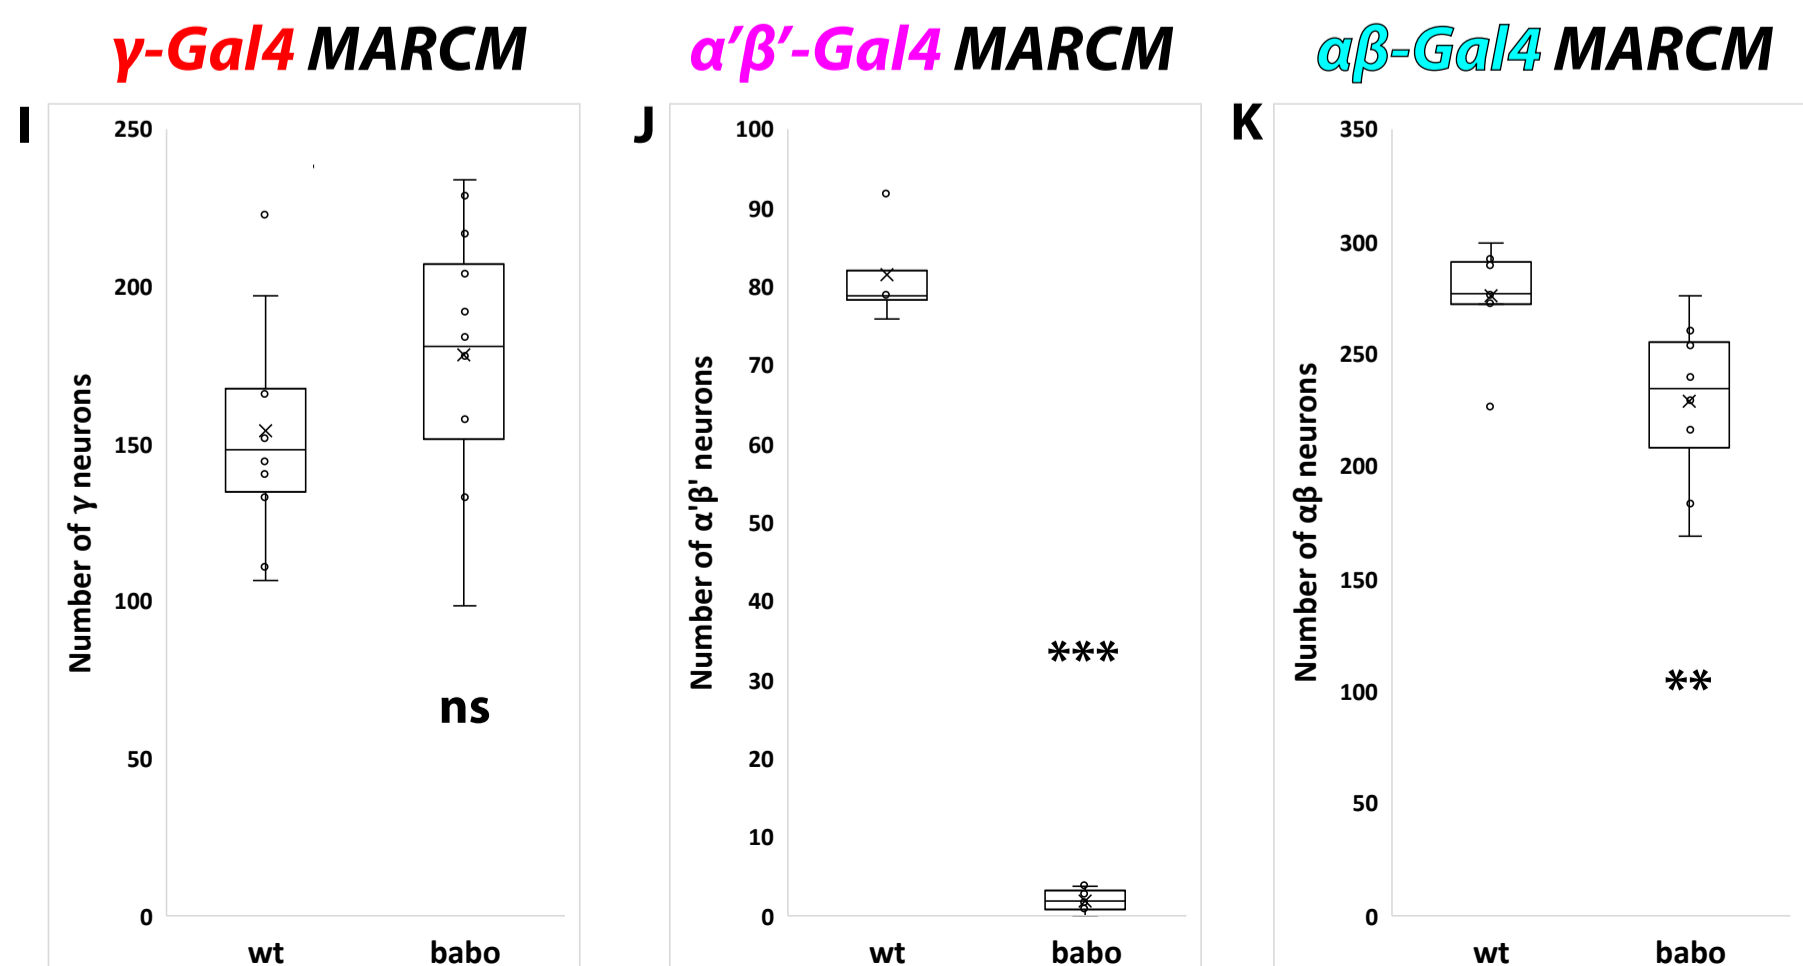 γ-Gal4 MARCM
α′β′-Gal4 MARCM
αβ-Gal4 MARCM
I
250
200
150
100
50
0
Number of γ neurons
ns
wt
babo
J
100
90
80
70
60
50
40
30
20
10
0
Number of α'β' neurons
***
wt
babo
K
350
300
250
200
150
100
50
0
Number of αβ neurons
**
wt
babo